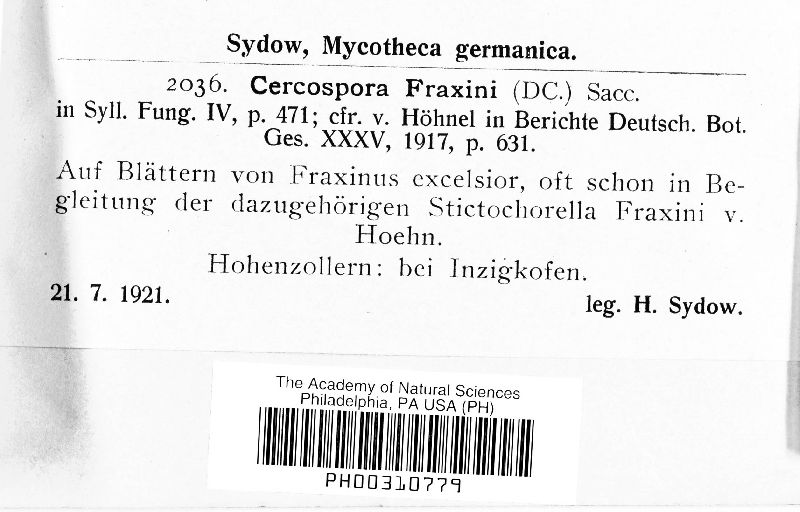 Sydow, Mycotheca germanica.
2036. Cercospora Fraxini (DC.) Sacc.
in Syll. Fung. IV, p. 471; cfr. v. Höhnel in Berichte Deutsch. Bot.
Ges. XXXV, 1917, p. 631.
Auf Blättern von Fraxinus excelsior, oft schon in Be-
gleitung der dazugehörigen Stictochorella Fraxini v.
Hoehn.
Hohenzollern: bei Inzigkofen.
21. 7. 1921. leg. H. Sydow.
The Academy of Natural Sciences
Philadelphia, PA USA (PH)
PH00310779